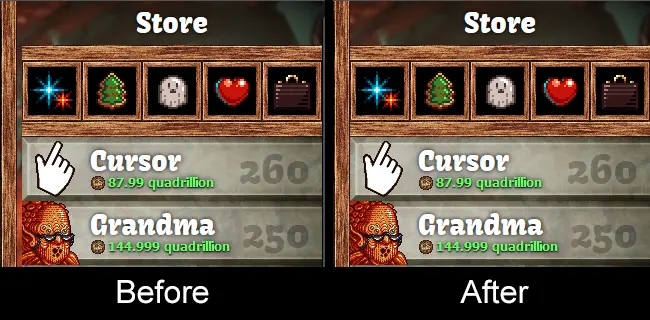 Store
Cursor 260
87.99 quadrillion
Grandma 250
144.999 quadrillion
Before
Store
Cursor 260
87.99 quadrillion
Grandma 250
144.999 quadrillion
After